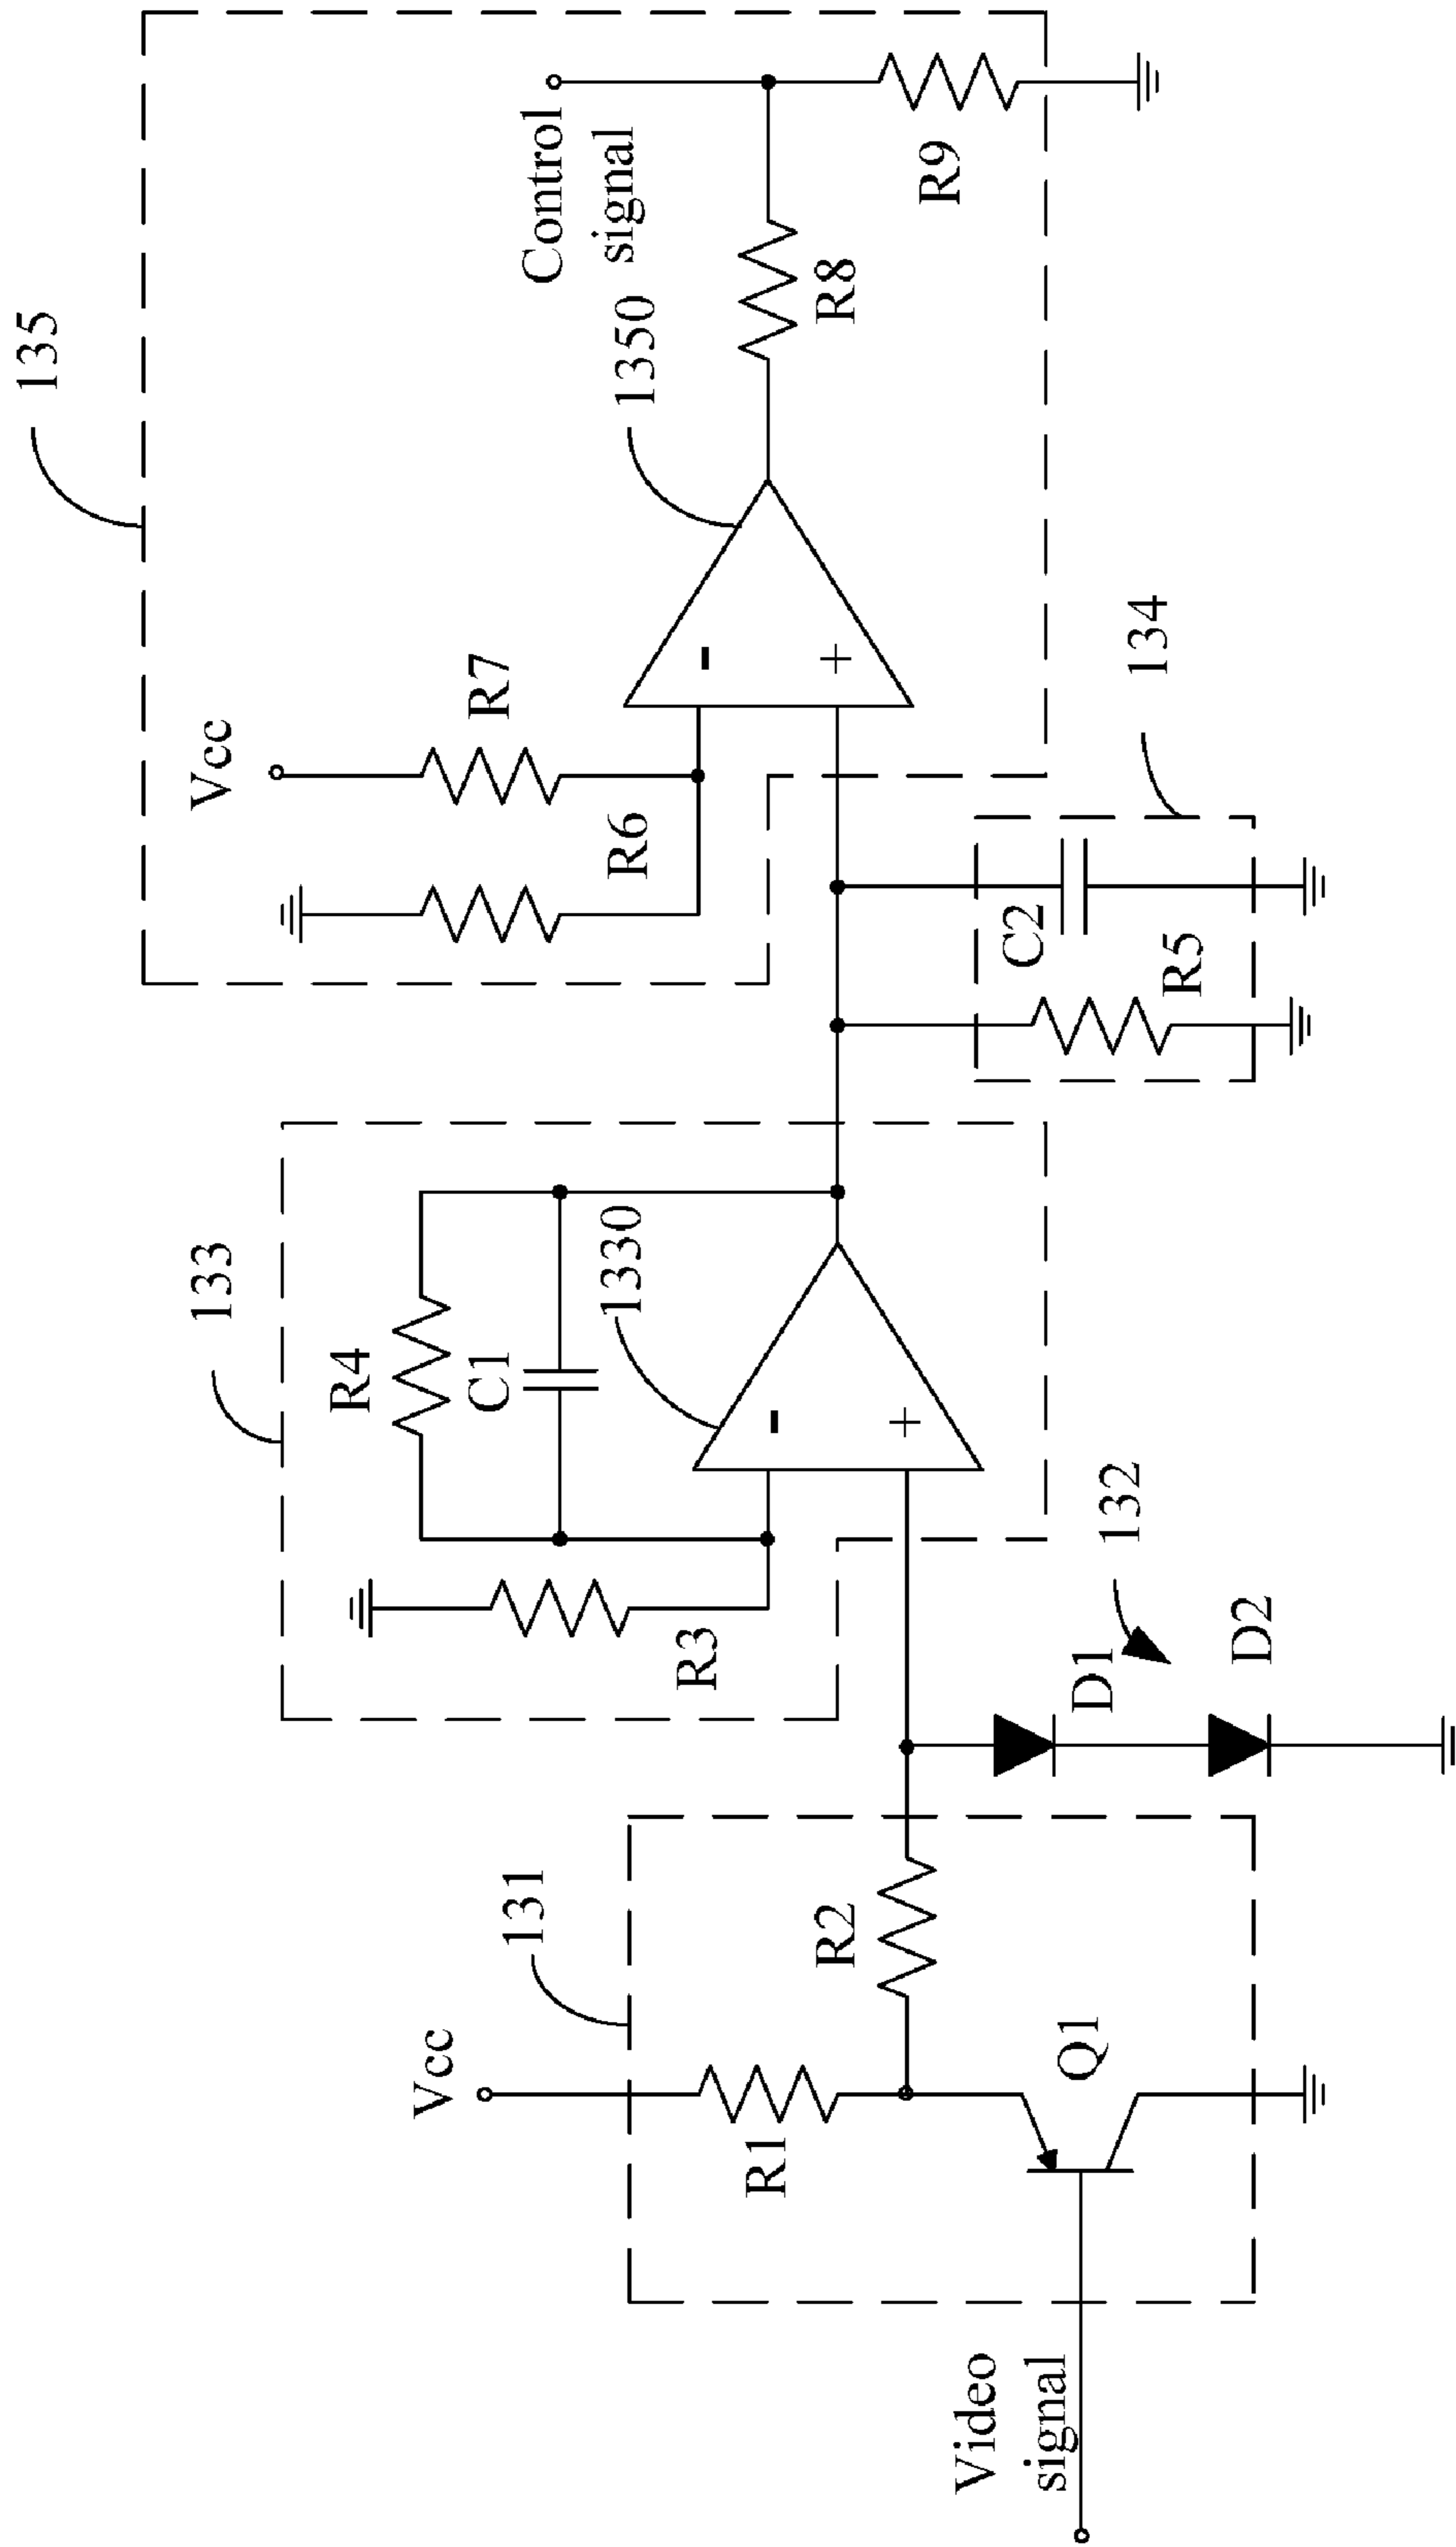 135
Control
signal
1350
R8
R9
Vcc
R7
R6
-
+
134
C2
R5
133
R4
C1
1330
-
+
R3
132
D1
D2
131
Vcc
R1
R2
Q1
Video
signal